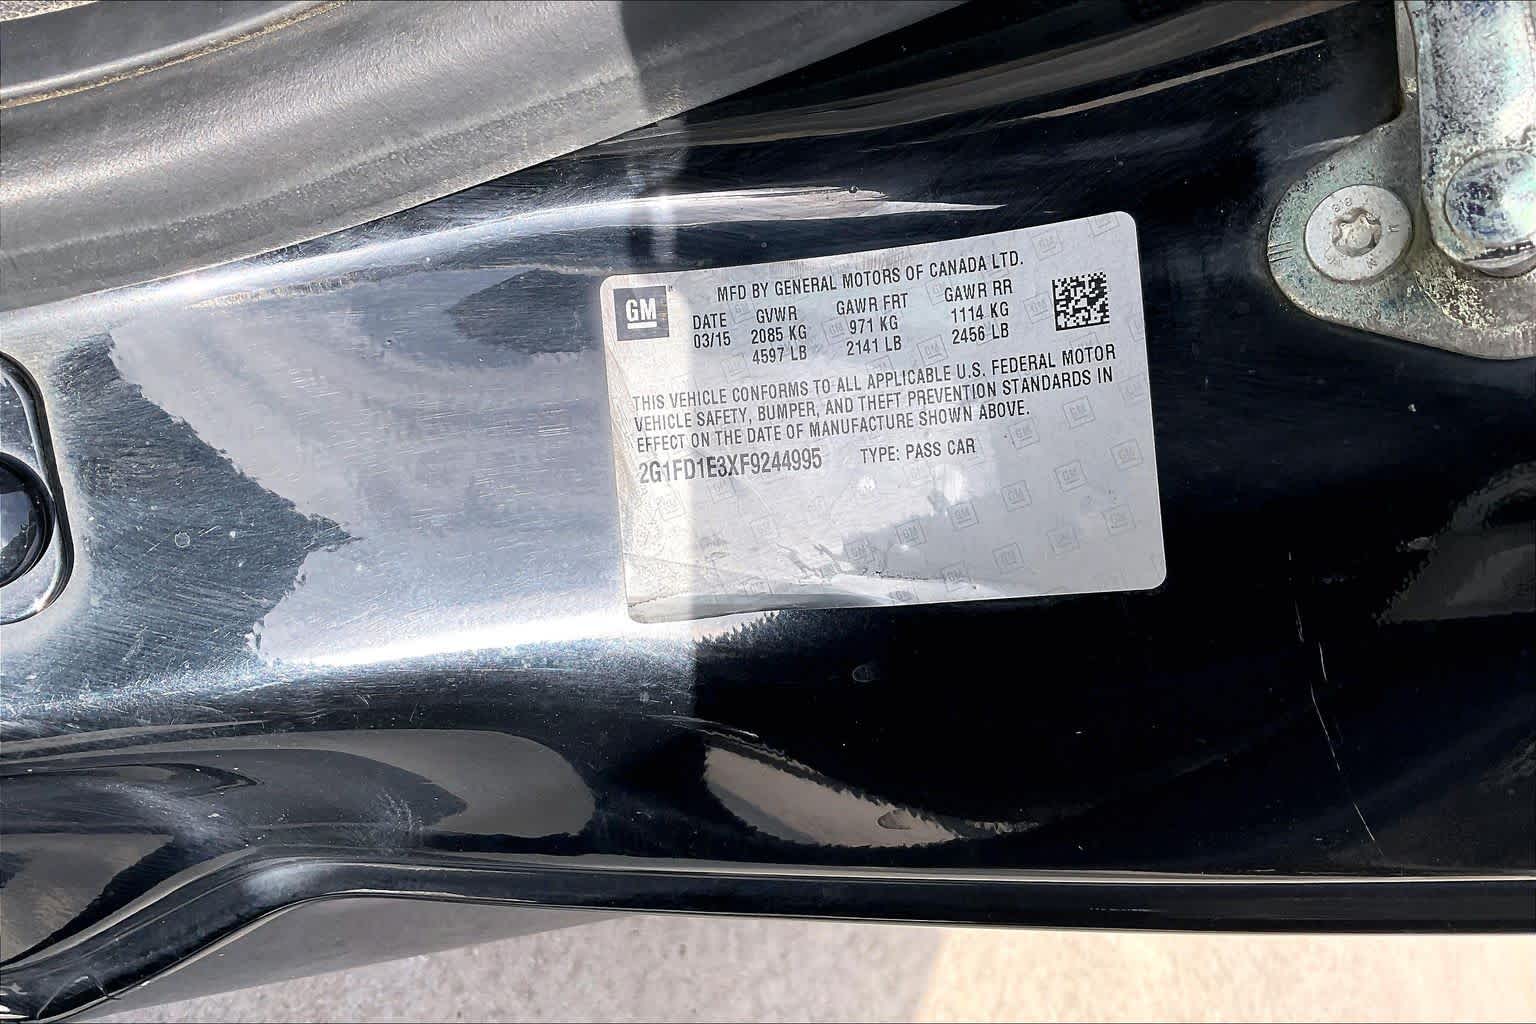 GM
MFD BY GENERAL MOTORS OF CANADA LTD.
DATE GVWR GAWR FRT GAWR RR
03/15 2085 KG 971 KG 1114 KG
4597 LB 2141 LB 2456 LB
THIS VEHICLE CONFORMS TO ALL APPLICABLE U.S. FEDERAL MOTOR
VEHICLE SAFETY, BUMPER, AND THEFT PREVENTION STANDARDS IN
EFFECT ON THE DATE OF MANUFACTURE SHOWN ABOVE.
2G1FD1E3XF9244995 TYPE: PASS CAR